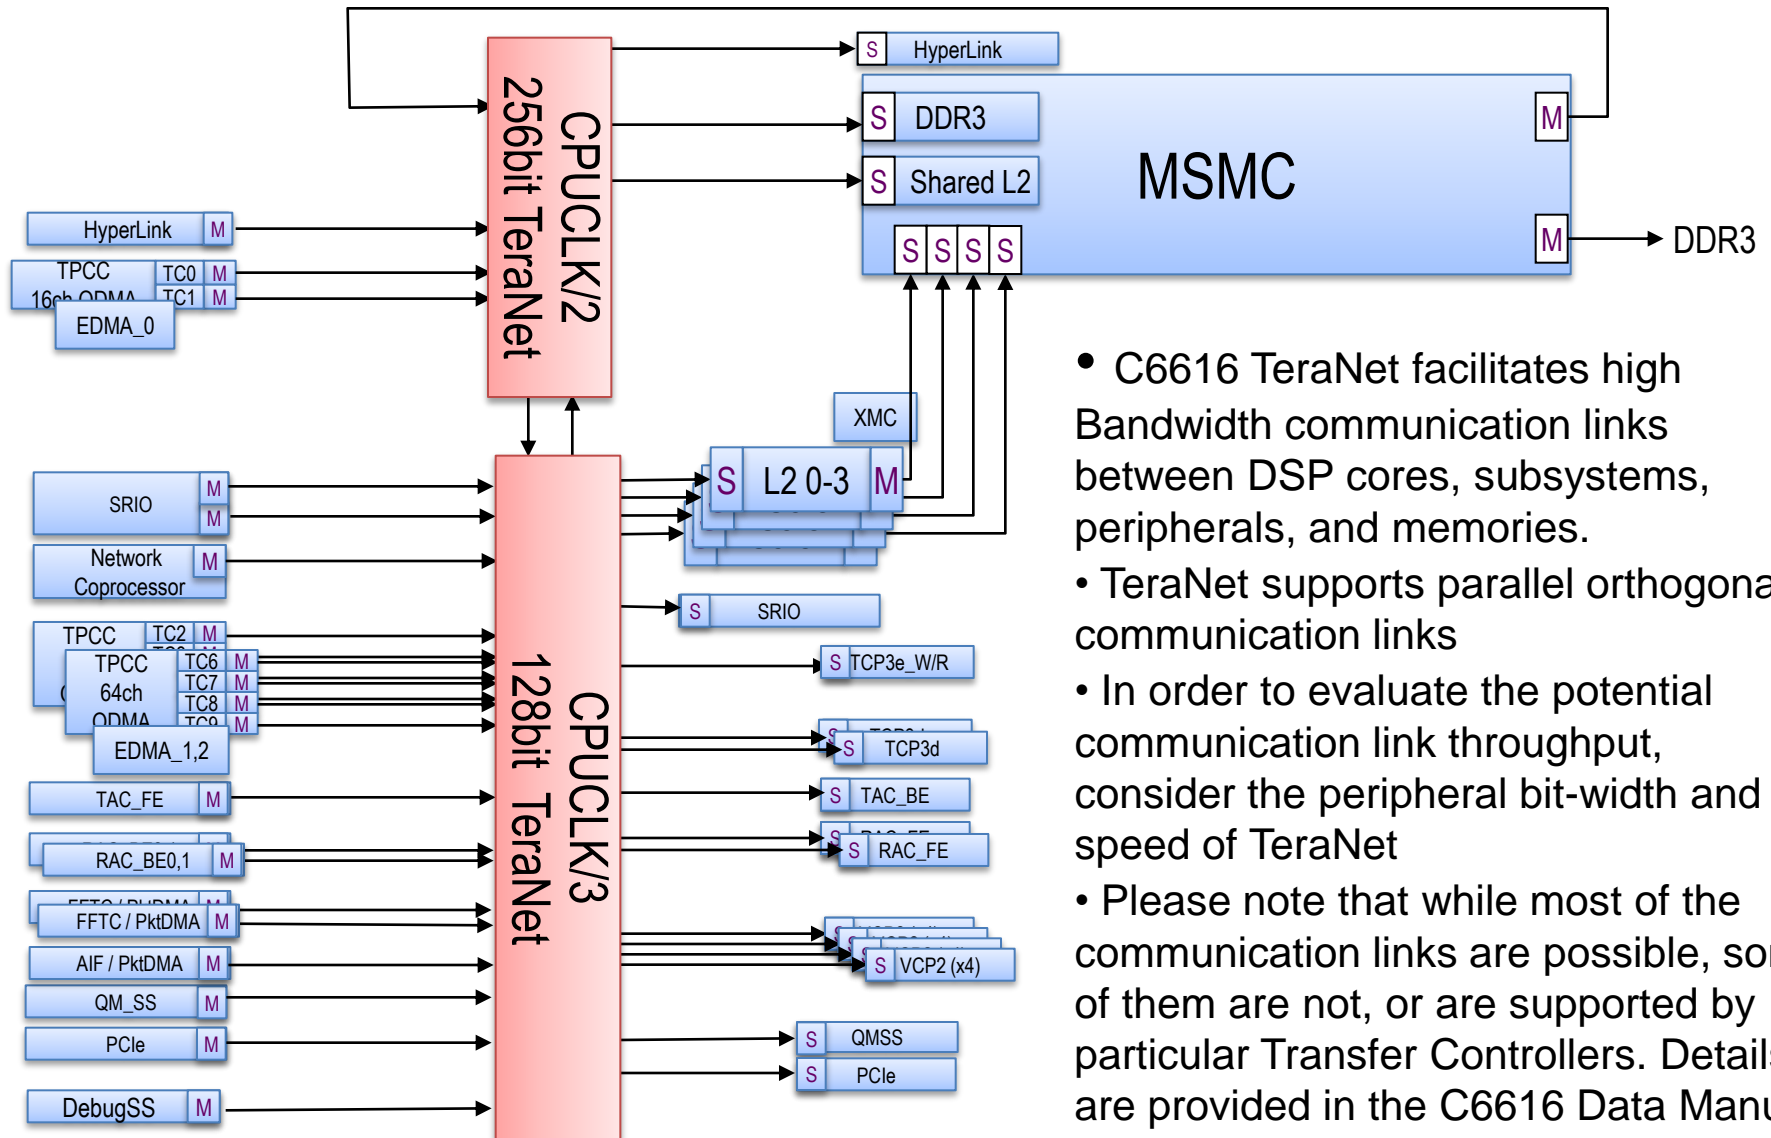 HyperLink M
TPCC
TC0 M
16ch QDMA TC1 M
EDMA_0
CPUCLK/2
256bit TeraNet
S HyperLink
S DDR3
S Shared L2
MSMC
M
M
DDR3
S S S S
XMC
S L2 0-3 M
SRIO
M
M
Network
Coprocessor
M
TPCC
TC2 M
TPCC
64ch
QDMA
TC6 M
TC7 M
TC8 M
TC9 M
EDMA_1,2
TAC_FE M
RAC_BE0,1 M
FFTC / PktDMA M
AIF / PktDMA M
QM_SS M
PCIe M
DebugSS M
CPUCLK/3
128bit TeraNet
S SRIO
S TCP3e_W/R
S TCP3d
S TAC_BE
S RAC_FE
S VCP2 (x4)
S QMSS
S PCIe
• C6616 TeraNet facilitates high
Bandwidth communication links
between DSP cores, subsystems,
peripherals, and memories.
• TeraNet supports parallel orthogona
communication links
• In order to evaluate the potential
communication link throughput,
consider the peripheral bit-width and
speed of TeraNet
• Please note that while most of the
communication links are possible, so
of them are not, or are supported by
particular Transfer Controllers. Details
are provided in the C6616 Data Manu